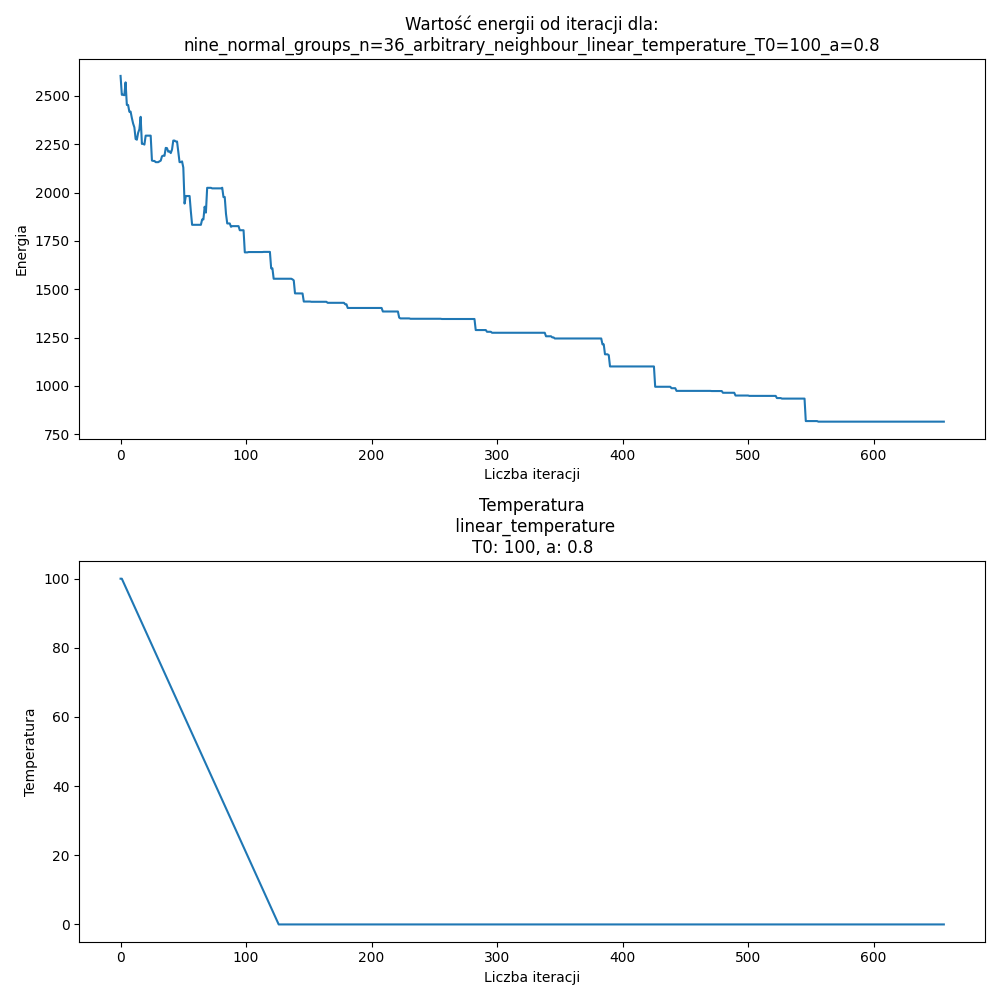 Wartość energii od iteracji dla:
nine_normal_groups_n=36_arbitrary_neighbour_linear_temperature_T0=100_a=0.8
2500
2250
2000
1750
1500
1250
1000
750
Energia
0 100 200 300 400 500 600
Liczba iteracji
Temperatura
linear_temperature
T0: 100, a: 0.8
100
80
60
40
20
0
Temperatura
0 100 200 300 400 500 600
Liczba iteracji